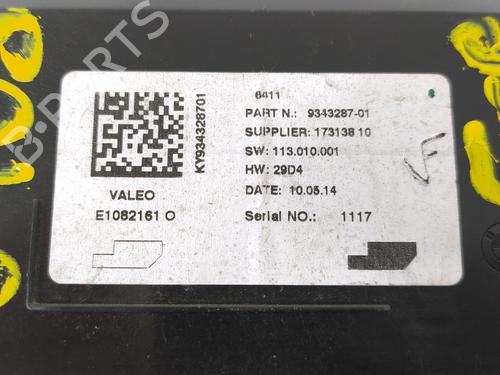 6411
PART N.: 9343287-01
SUPPLIER: 173138 10
SW: 113.010.001
HW: 29D4
DATE: 10.05.14
Serial NO.: 1117
KY934328701
VALEO
E1082161 O